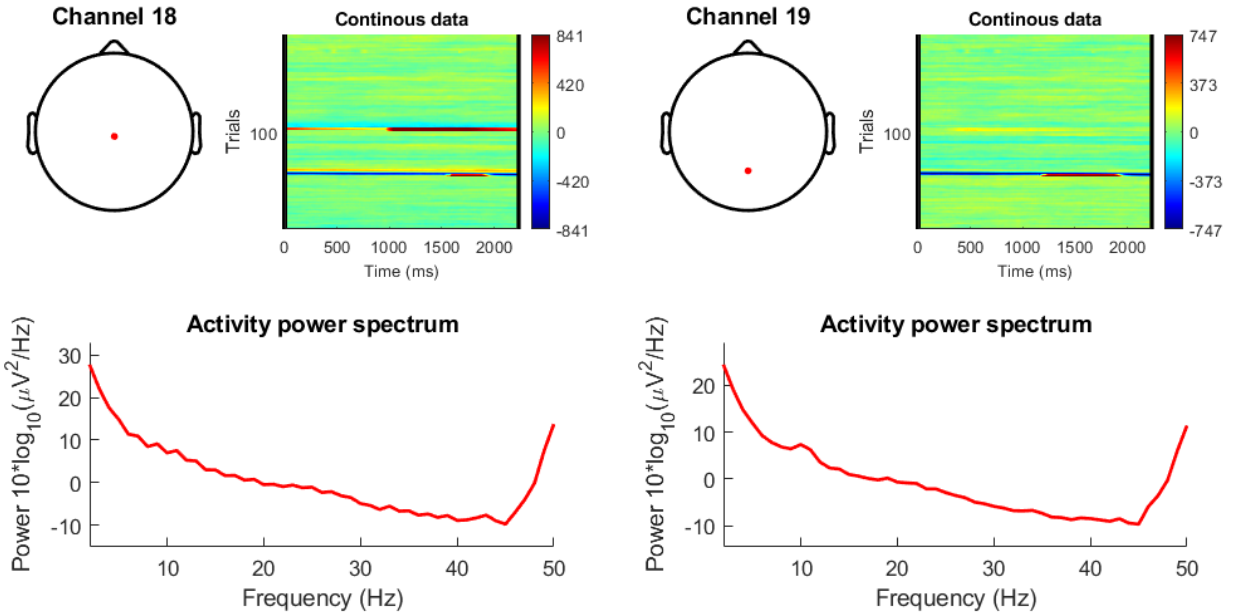 Channel 18
Continous data
841
420
0
-420
-841
Trials
100
0 500 1000 1500 2000
Time (ms)
Channel 19
Continous data
747
373
0
-373
-747
Trials
100
0 500 1000 1500 2000
Time (ms)
Activity power spectrum
Power 10*log10(μV2/Hz)
30
20
10
0
-10
10 20 30 40 50
Frequency (Hz)
Activity power spectrum
Power 10*log10(μV2/Hz)
20
10
0
-10
10 20 30 40 50
Frequency (Hz)